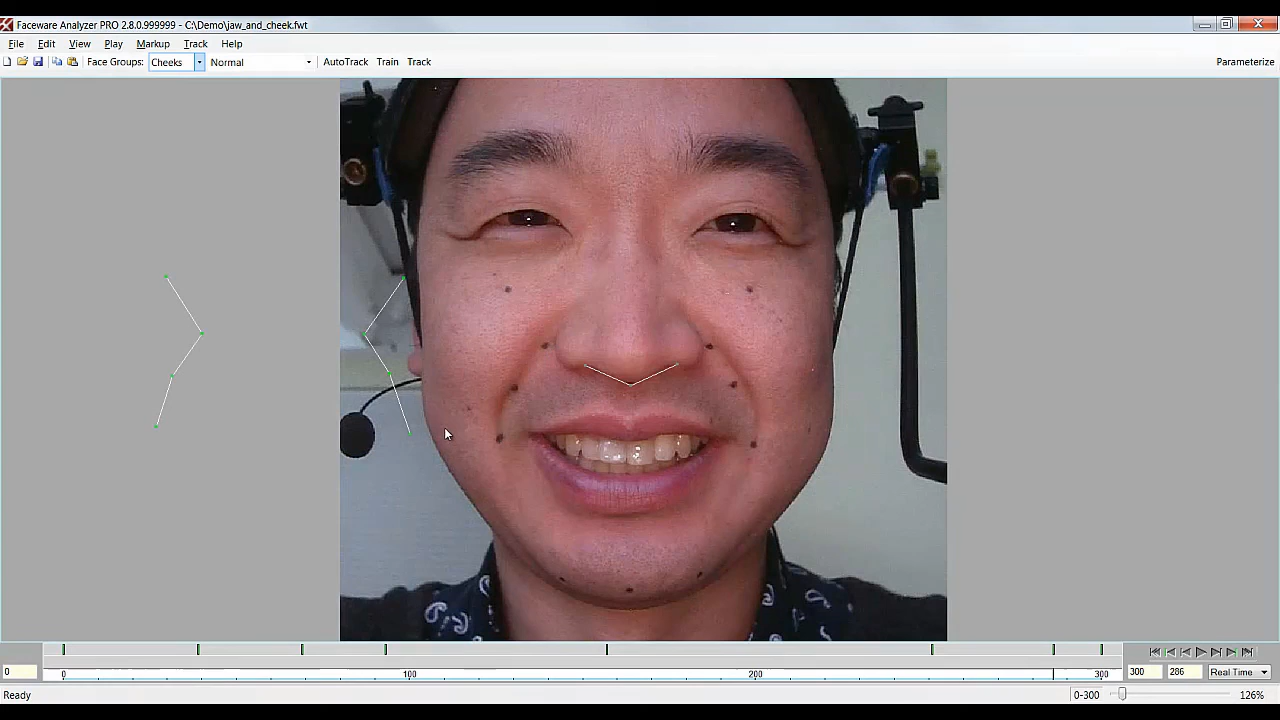 Faceware Analyzer PRO 2.8.0.999999 - C:\Demo\jaw_and_cheek.fwt
File Edit View Play Markup Track Help
Face Groups: Cheeks Normal AutoTrack Train Track Parameterize
0 0 100 200 300 300 286 Real Time
Ready 0-300 126%